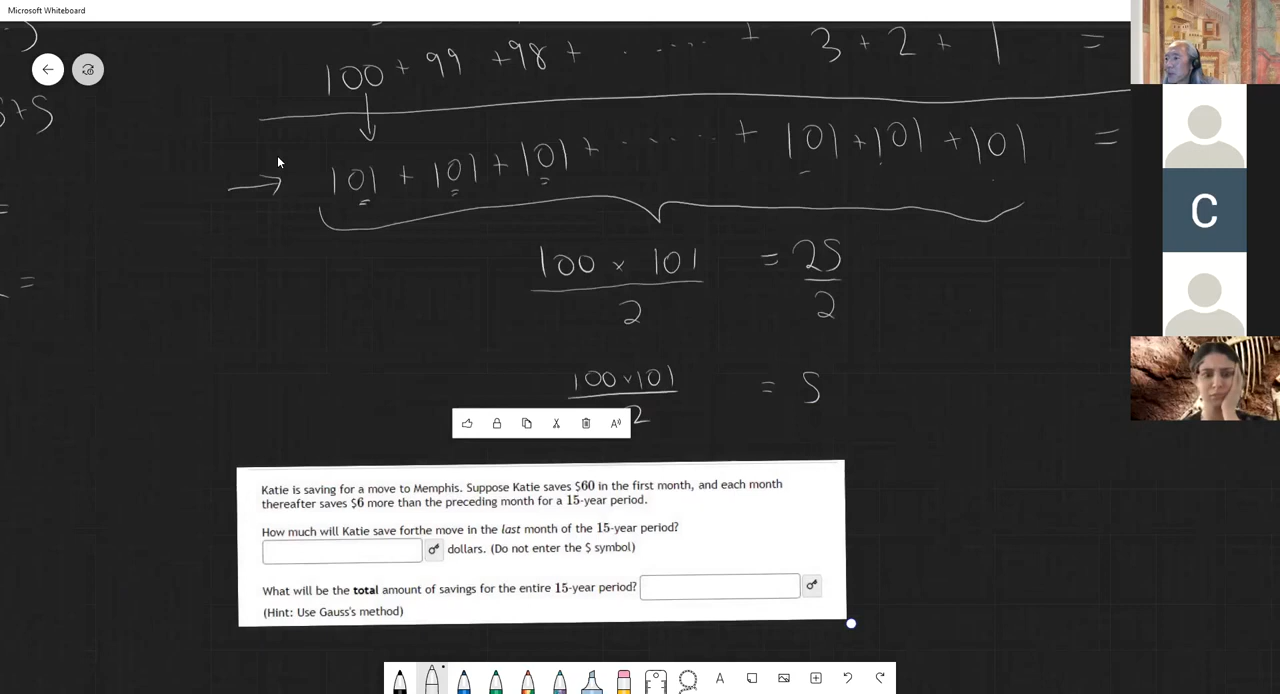 Microsoft Whiteboard
100 + 99 + 98 + ...... + 3 + 2 + 1 =
S+S
101 + 101 + 101 + ...... + 101 + 101 + 101 =
=
100 × 101 = 2S
2 2
=
100 × 101 = S
2
Katie is saving for a move to Memphis. Suppose Katie saves $60 in the first month, and each month
thereafter saves $6 more than the preceding month for a 15-year period.
How much will Katie save forthe move in the last month of the 15-year period?
dollars. (Do not enter the $ symbol)
What will be the total amount of savings for the entire 15-year period?
(Hint: Use Gauss's method)
C
A